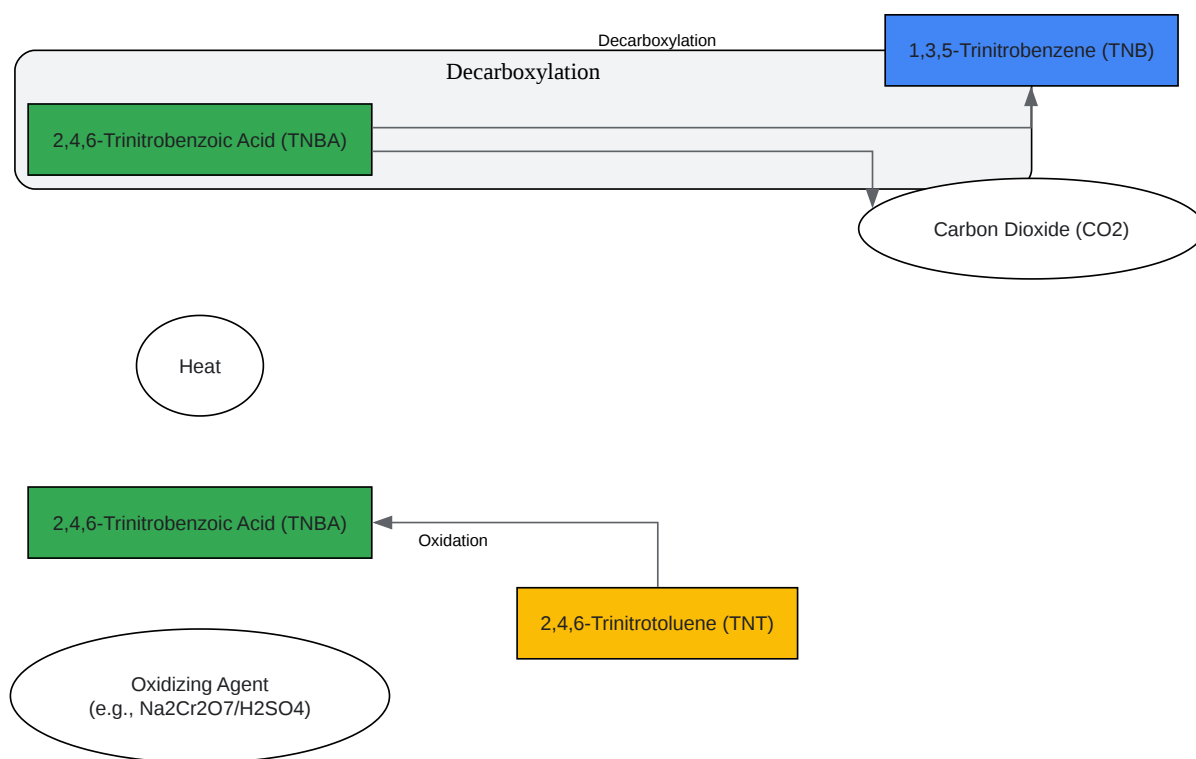 Decarboxylation
1,3,5-Trinitrobenzene (TNB)
Decarboxylation
2,4,6-Trinitrobenzoic Acid (TNBA)
Carbon Dioxide (CO2)
Heat
2,4,6-Trinitrobenzoic Acid (TNBA)
Oxidation
2,4,6-Trinitrotoluene (TNT)
Oxidizing Agent
(e.g., Na2Cr2O7/H2SO4)